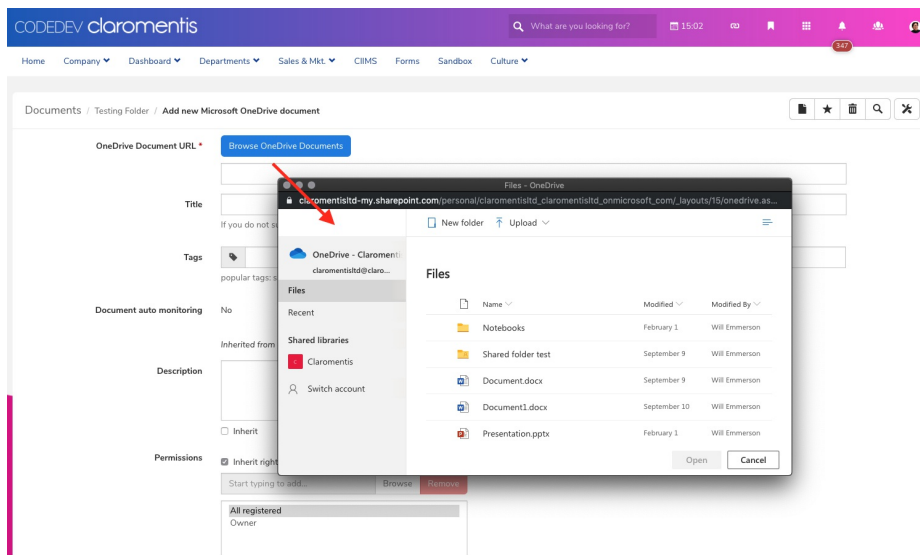 CODEDEV claromentis
What are you looking for?
15:02
347
Home Company Dashboard Departments Sales & Mkt. CIIMS Forms Sandbox Culture
Documents / Testing Folder / Add new Microsoft OneDrive document
OneDrive Document URL *
Browse OneDrive Documents
Files - OneDrive
claromentisltd-my.sharepoint.com/personal/claromentisltd_claromentisltd_onmicrosoft_com/_layouts/15/onedrive.as...
Title
If you do not
New folder Upload
OneDrive - Claromenti
claromentisltd@claro...
Tags
popular tags:
Files
Files
Name Modified Modified By
Document auto monitoring
No
Recent
Notebooks February 1 Will Emmerson
Inherited from
Shared libraries
Shared folder test September 9 Will Emmerson
c Claromentis
Description
Document.docx September 9 Will Emmerson
Switch account
Document1.docx September 10 Will Emmerson
Inherit
Presentation.pptx February 1 Will Emmerson
Permissions
Inherit right
Open Cancel
Start typing to add... Browse Remove
All registered
Owner